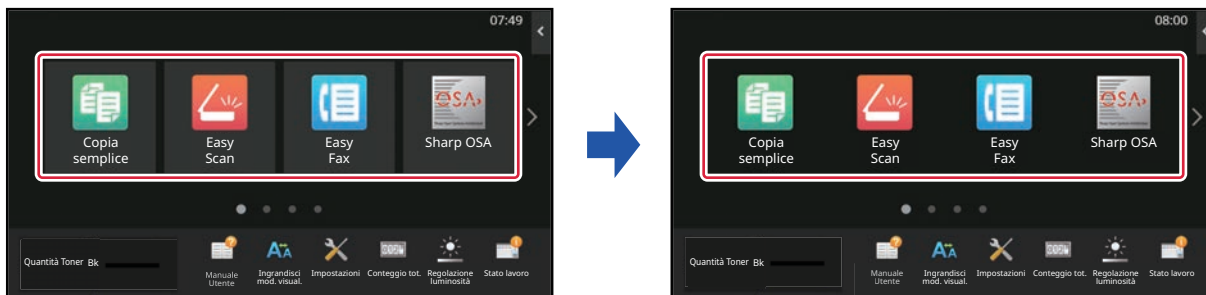 07:49
Copia
semplice
Easy
Scan
Easy
Fax
OSA
Sharp OSA
Quantità Toner Bk
Manuale
Utente
Ingrandisci
mod. visual.
Impostazioni
Conteggio tot.
Regolazione
luminosità
Stato lavoro
08:00
Copia
semplice
Easy
Scan
Easy
Fax
OSA
Sharp OSA
Quantità Toner Bk
Manuale
Utente
Ingrandisci
mod. visual.
Impostazioni
Conteggio tot.
Regolazione
luminosità
Stato lavoro